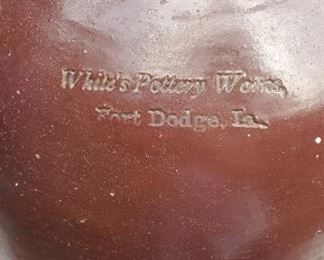 White's Pottery Works,
Fort Dodge, Ia.